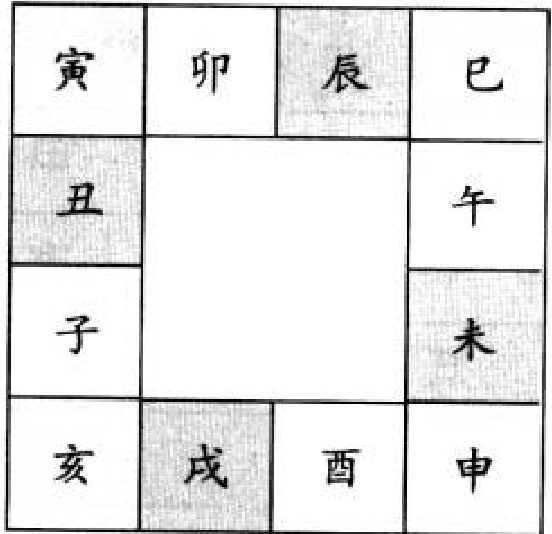 寅 卯 辰 巳
丑 午
子 未
亥 戌 酉 申